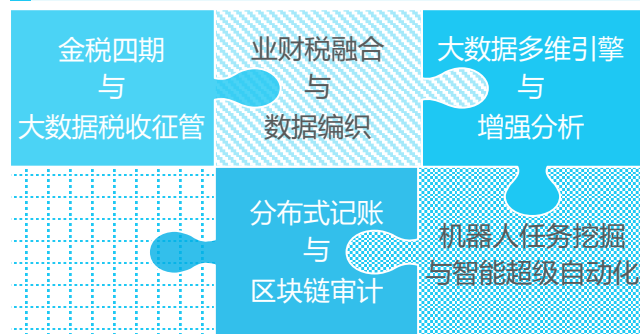 金税四期
与
大数据税收征管
业财税融合
与
数据编织
大数据多维引擎
与
增强分析
分布式记账
与
区块链审计
机器人任务挖掘
与智能超级自动化